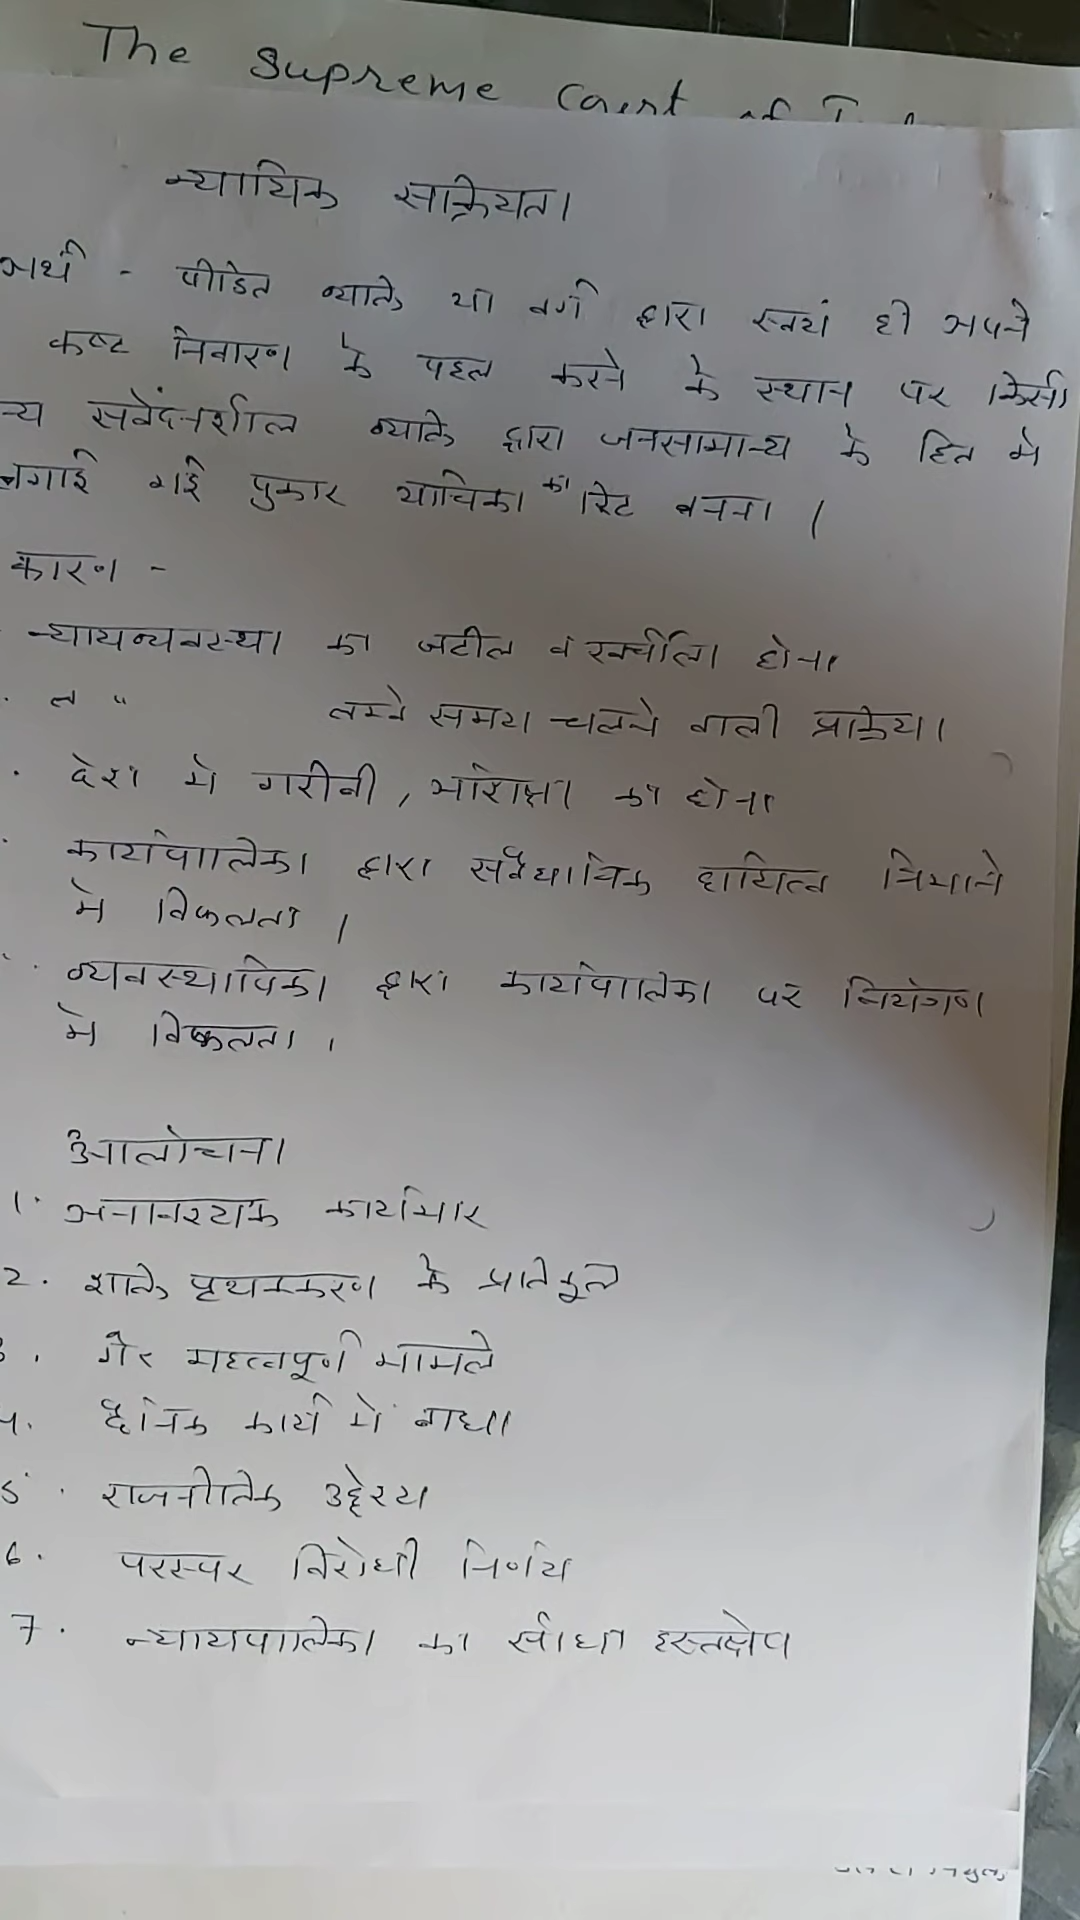 The Supreme Court of
न्यायिक सक्रियता
अर्थ - पीडित व्यक्ति या वर्ग द्वारा स्वयं ही अपने
कष्ट निवारण के पहल करने के स्थान पर किसी
न्य सवेंदनशील व्यक्ति द्वारा जनसामान्य के हित मे
लगाई गई पुकार याचिका का रिट बनना ।
कारण -
न्यायव्यवस्था का जटील व खर्चीला होना
. व " लम्बे समय चलने वाली प्रक्रिया
. देश मे गरीबी, अशिक्षा का होना
. कार्यपालिका द्वारा सवैधानिक दायित्व निभाने
मे विफलता ।
. व्यवस्थापिका द्वारा कार्यपालिका पर नियंत्रण
मे विफलता ।
आलोचना
1. अनावश्यक कार्यभार
2. शक्ति पृथक्करण के प्रतिकूल
3. गैर महत्वपूर्ण मामले
4. दैनिक कार्य में बाधा
5. राजनीतिक उद्देश्य
6. परस्पर विरोधी निर्णय
7. न्यायपालिका का सीधा हस्तक्षेप